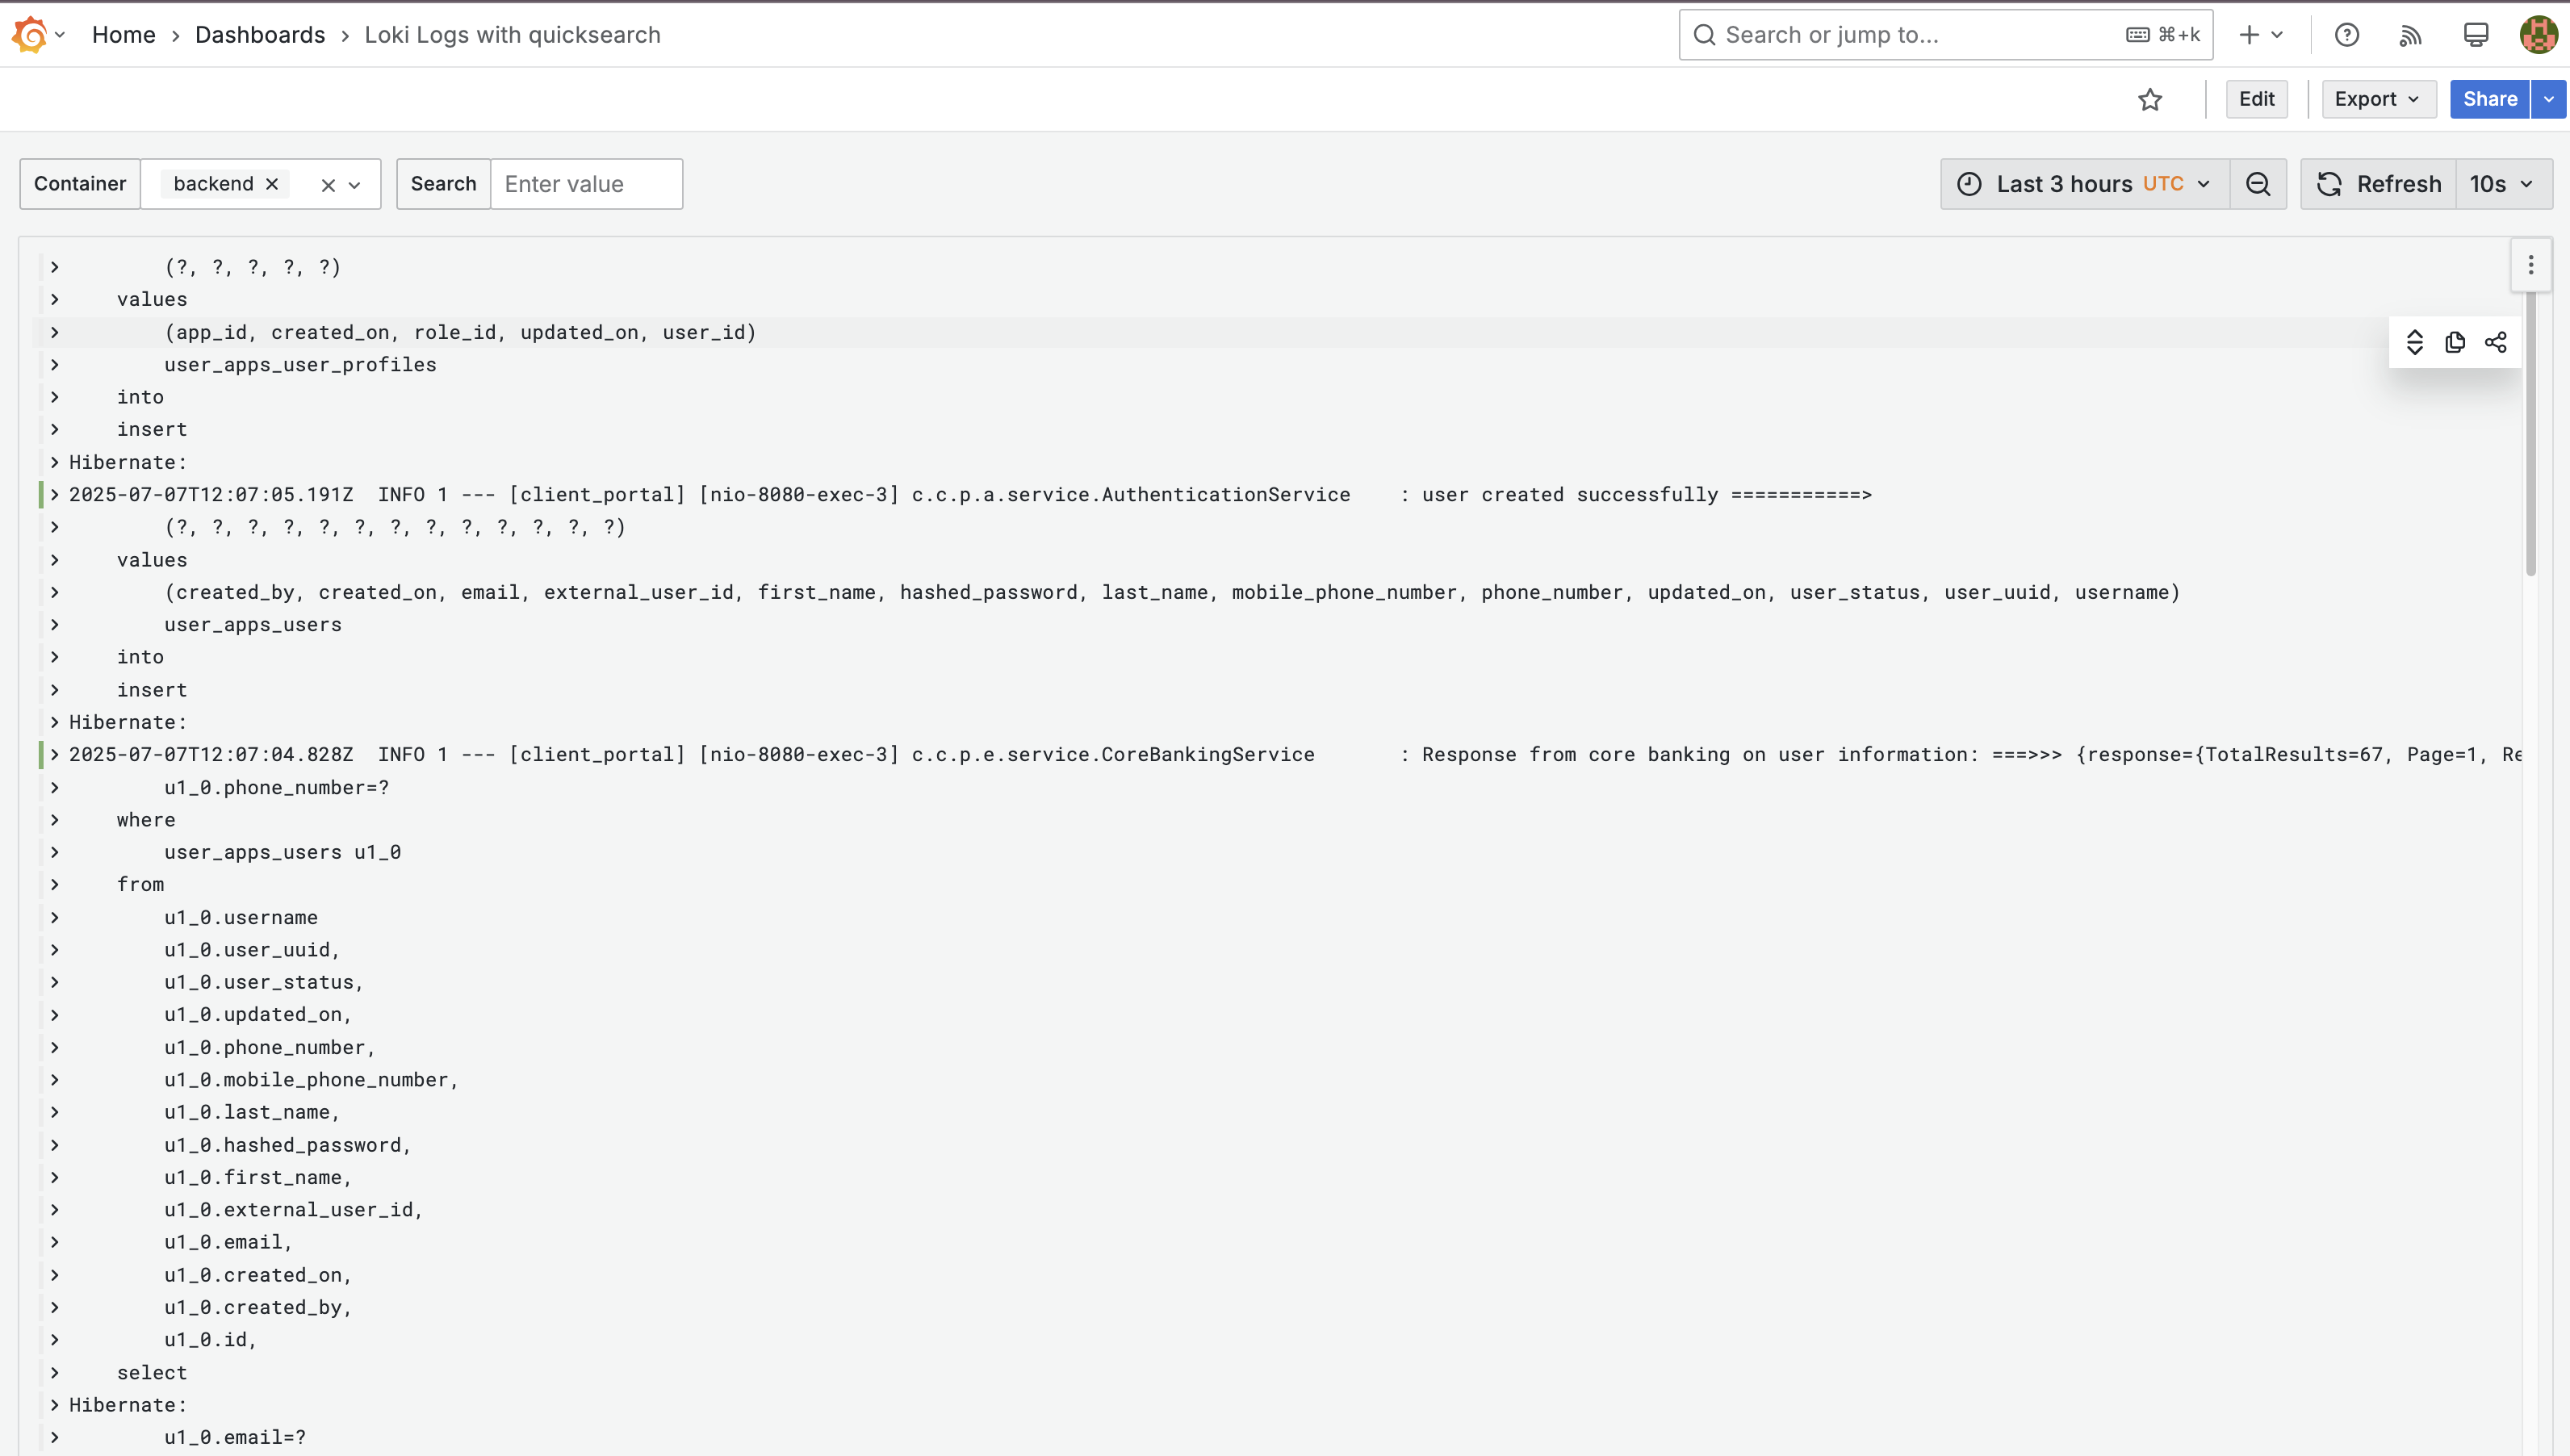 Home › Dashboards › Loki Logs with quicksearch
Search or jump to...
⌘+k
Edit
Export
Share
Container
backend
Search
Enter value
Last 3 hours UTC
Refresh
10s
(?, ?, ?, ?, ?)
values
(app_id, created_on, role_id, updated_on, user_id)
user_apps_user_profiles
into
insert
Hibernate:
2025-07-07T12:07:05.191Z  INFO 1 --- [client_portal] [nio-8080-exec-3] c.c.p.a.service.AuthenticationService    : user created successfully ===========>
(?, ?, ?, ?, ?, ?, ?, ?, ?, ?, ?, ?, ?)
values
(created_by, created_on, email, external_user_id, first_name, hashed_password, last_name, mobile_phone_number, phone_number, updated_on, user_status, user_uuid, username)
user_apps_users
into
insert
Hibernate:
2025-07-07T12:07:04.828Z  INFO 1 --- [client_portal] [nio-8080-exec-3] c.c.p.e.service.CoreBankingService       : Response from core banking on user information: ===>>> {response={TotalResults=67, Page=1, Re
u1_0.phone_number=?
where
user_apps_users u1_0
from
u1_0.username
u1_0.user_uuid,
u1_0.user_status,
u1_0.updated_on,
u1_0.phone_number,
u1_0.mobile_phone_number,
u1_0.last_name,
u1_0.hashed_password,
u1_0.first_name,
u1_0.external_user_id,
u1_0.email,
u1_0.created_on,
u1_0.created_by,
u1_0.id,
select
Hibernate:
u1_0.email=?